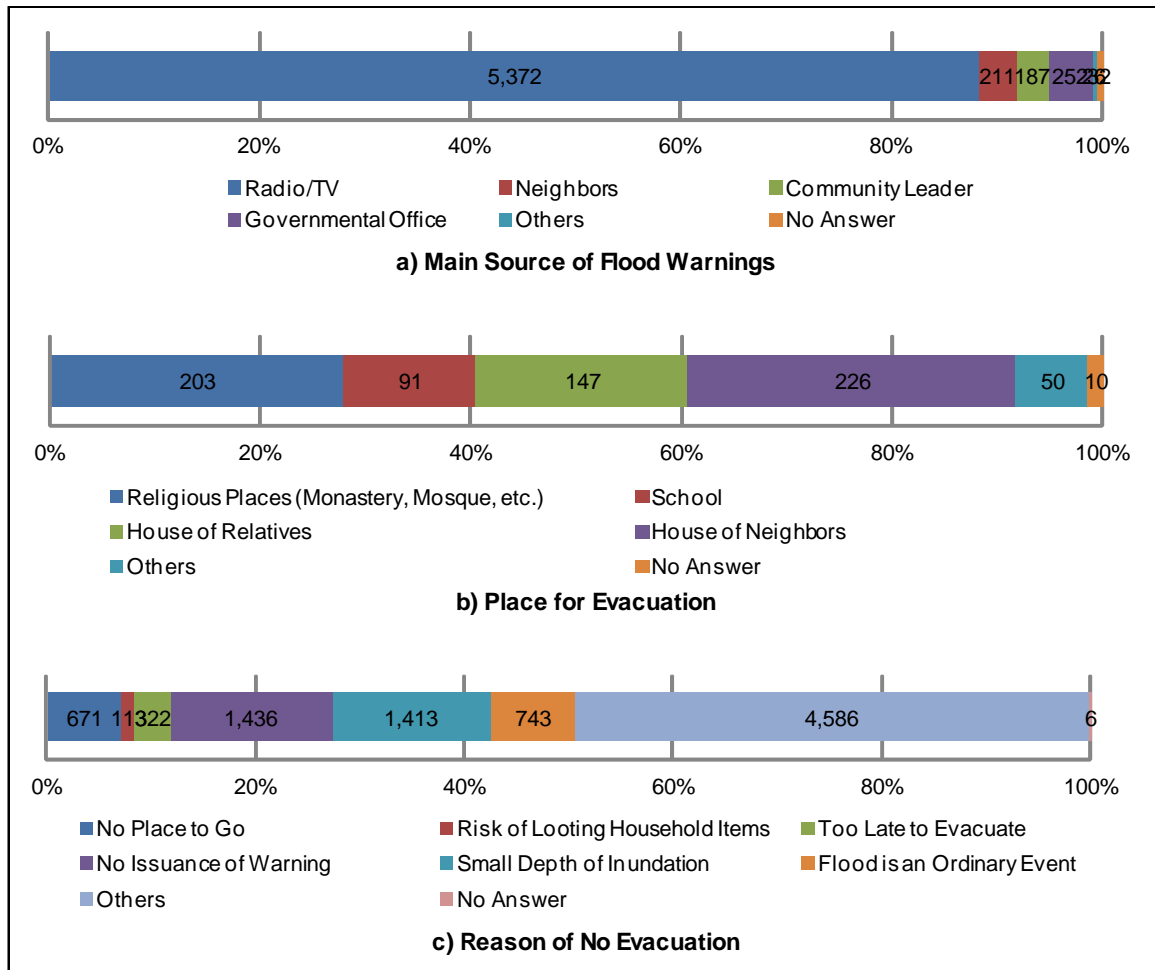 5,372 211 187 252
0% 20% 40% 60% 80% 100%
Radio/TV Neighbors Community Leader
Governmental Office Others No Answer
a) Main Source of Flood Warnings
203 91 147 226 50 10
0% 20% 40% 60% 80% 100%
Religious Places (Monastery, Mosque, etc.) School
House of Relatives House of Neighbors
Others No Answer
b) Place for Evacuation
671 113 322 1,436 1,413 743 4,586 6
0% 20% 40% 60% 80% 100%
No Place to Go Risk of Looting Household Items Too Late to Evacuate
No Issuance of Warning Small Depth of Inundation Flood is an Ordinary Event
Others No Answer
c) Reason of No Evacuation